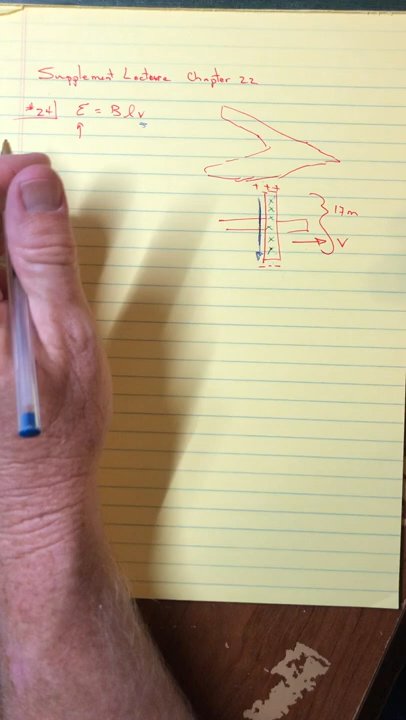 Supplement Lecture Chapter 22
#24 ε = Blv
+ + +
x
x
x
x
x
17m
V
- - -